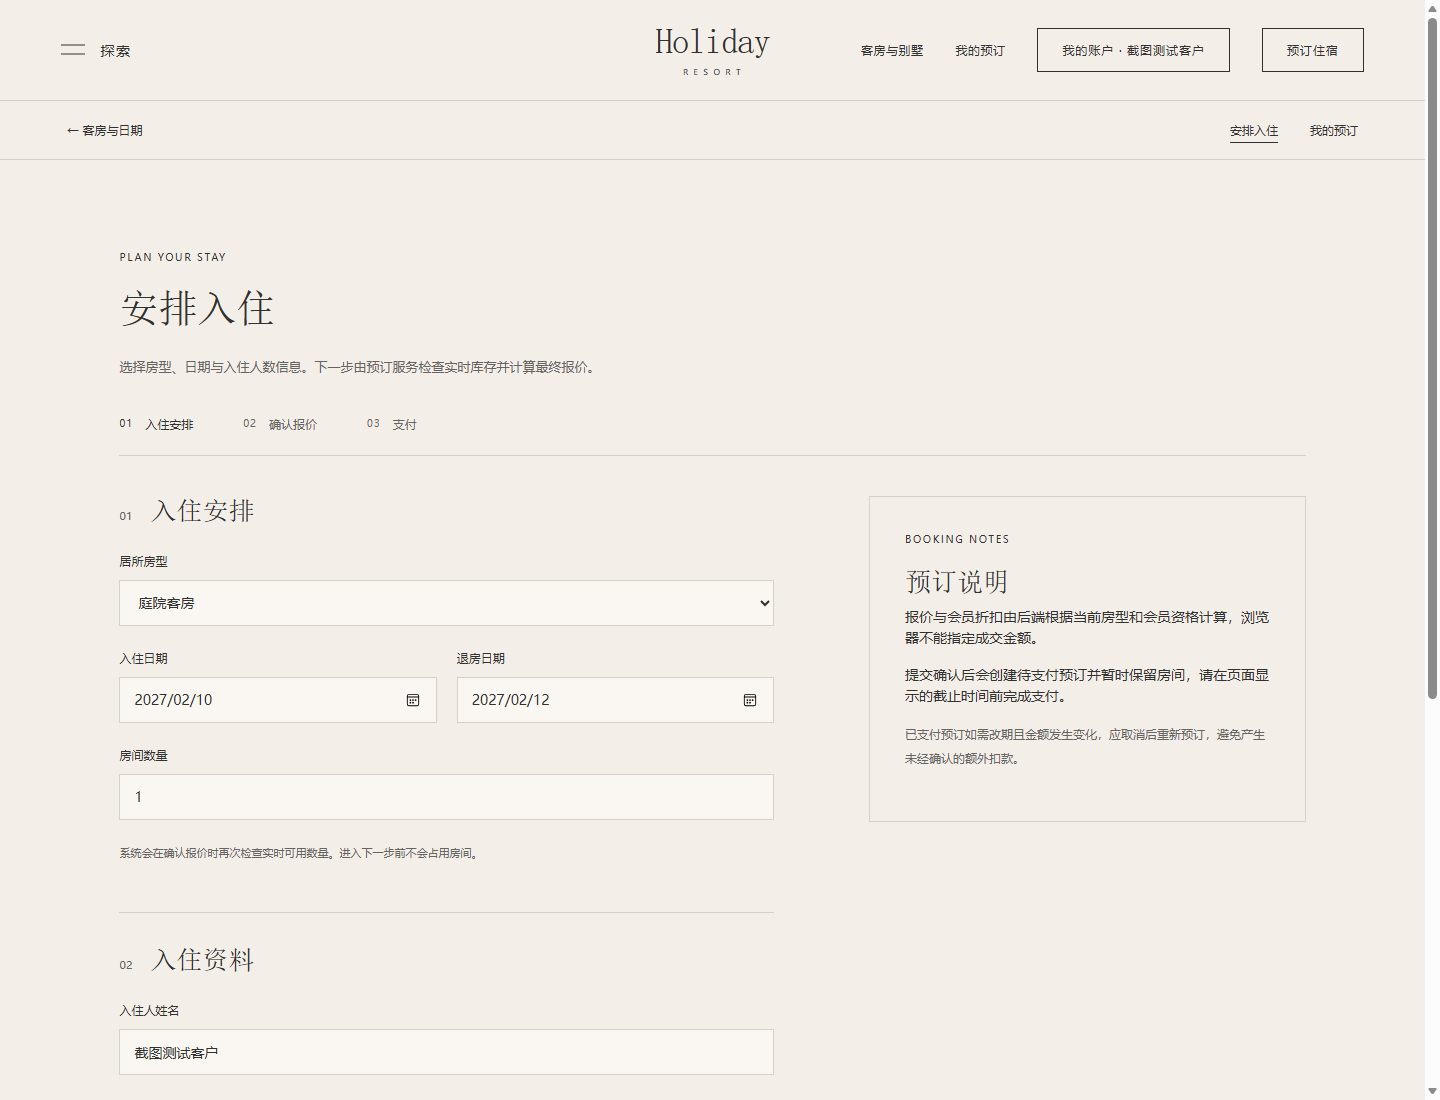 探索
Holiday
RESORT
客房与别墅
我的预订
我的账户 · 截图测试客户
预订住宿
← 客房与日期
安排入住
我的预订
PLAN YOUR STAY
安排入住
选择房型、日期与入住人数信息。下一步由预订服务检查实时库存并计算最终报价。
01 入住安排
02 确认报价
03 支付
01 入住安排
居所房型
庭院客房
入住日期
退房日期
2027/02/10
2027/02/12
房间数量
1
系统会在确认报价时再次检查实时可用数量。进入下一步前不会占用房间。
BOOKING NOTES
预订说明
报价与会员折扣由后端根据当前房型和会员资格计算，浏览
器不能指定成交金额。
提交确认后会创建待支付预订并暂时保留房间，请在页面显
示的截止时间前完成支付。
已支付预订如需改期且金额发生变化，应取消后重新预订，避免产生
未经确认的额外扣款。
02 入住资料
入住人姓名
截图测试客户